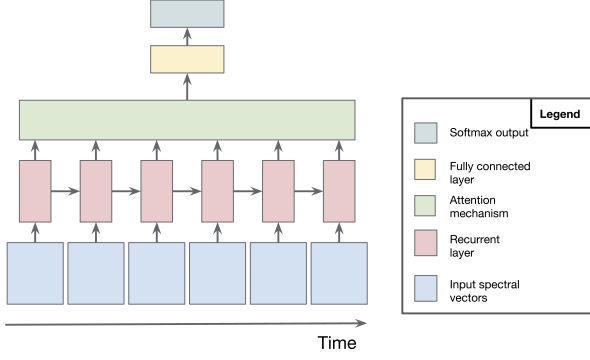 Legend
Softmax output
Fully connected
layer
Attention
mechanism
Recurrent
layer
Input spectral
vectors
Time